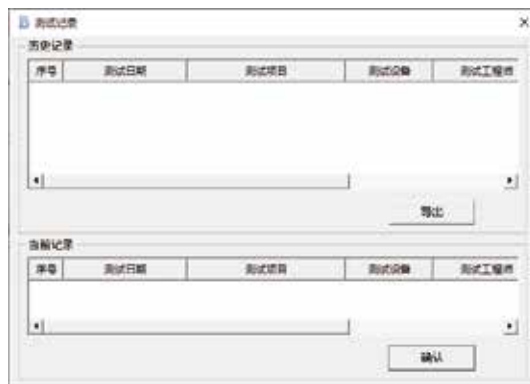 测试记录
历史记录
序号 测试日期 测试项目 测试设备 测试工程师
导出
当前记录
序号 测试日期 测试项目 测试设备 测试工程师
确认